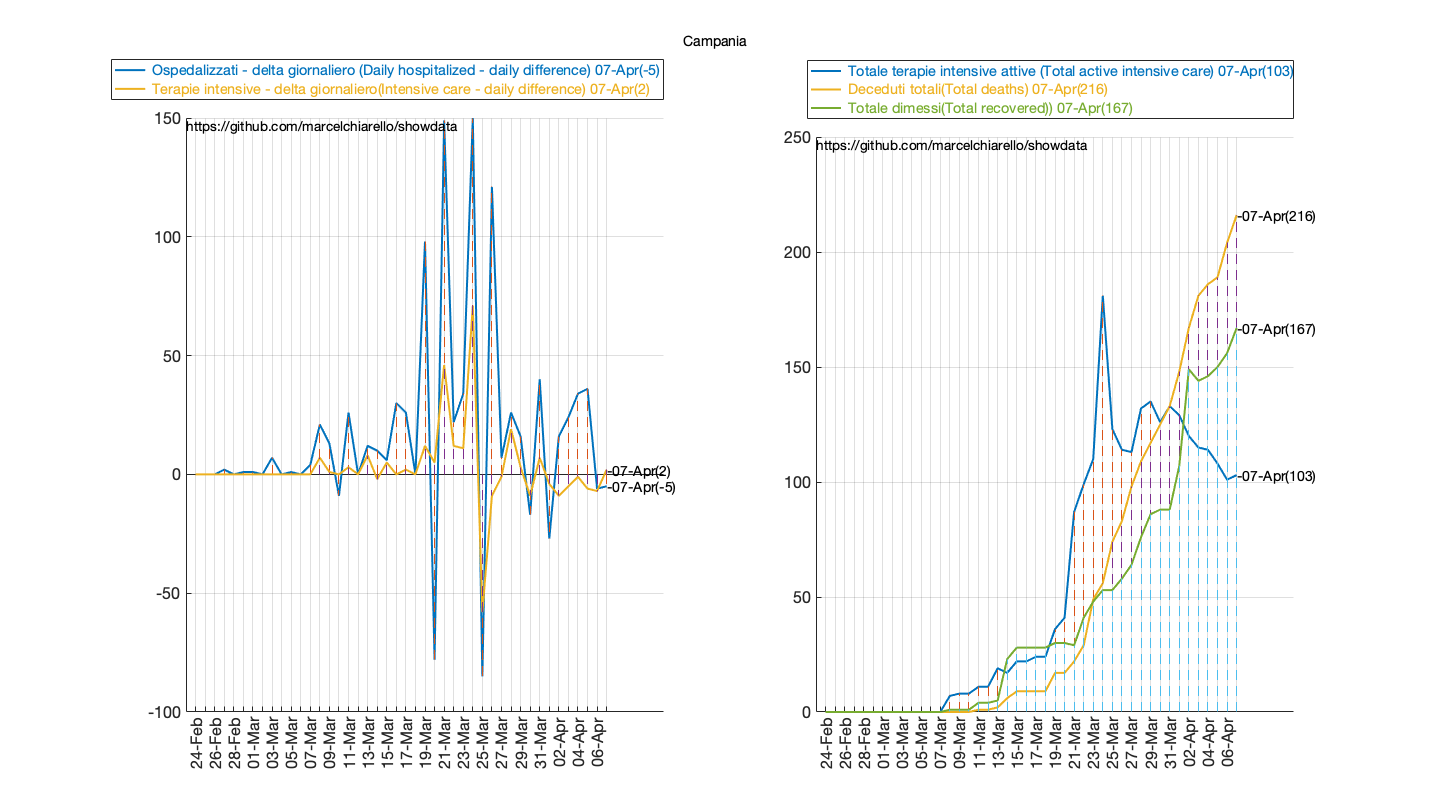 Campania
Ospedalizzati - delta giornaliero (Daily hospitalized - daily difference) 07-Apr(-5)
Terapie intensive - delta giornaliero(Intensive care - daily difference) 07-Apr(2)
https://github.com/marcelchiarello/showdata
150
100
50
0
-50
-100
-07-Apr(2)
-07-Apr(-5)
24-Feb
26-Feb
28-Feb
01-Mar
03-Mar
05-Mar
07-Mar
09-Mar
11-Mar
13-Mar
15-Mar
17-Mar
19-Mar
21-Mar
23-Mar
25-Mar
27-Mar
29-Mar
31-Mar
02-Apr
04-Apr
06-Apr
Totale terapie intensive attive (Total active intensive care) 07-Apr(103)
Deceduti totali(Total deaths) 07-Apr(216)
Totale dimessi(Total recovered)) 07-Apr(167)
https://github.com/marcelchiarello/showdata
250
200
150
100
50
0
-07-Apr(216)
-07-Apr(167)
-07-Apr(103)
24-Feb
26-Feb
28-Feb
01-Mar
03-Mar
05-Mar
07-Mar
09-Mar
11-Mar
13-Mar
15-Mar
17-Mar
19-Mar
21-Mar
23-Mar
25-Mar
27-Mar
29-Mar
31-Mar
02-Apr
04-Apr
06-Apr